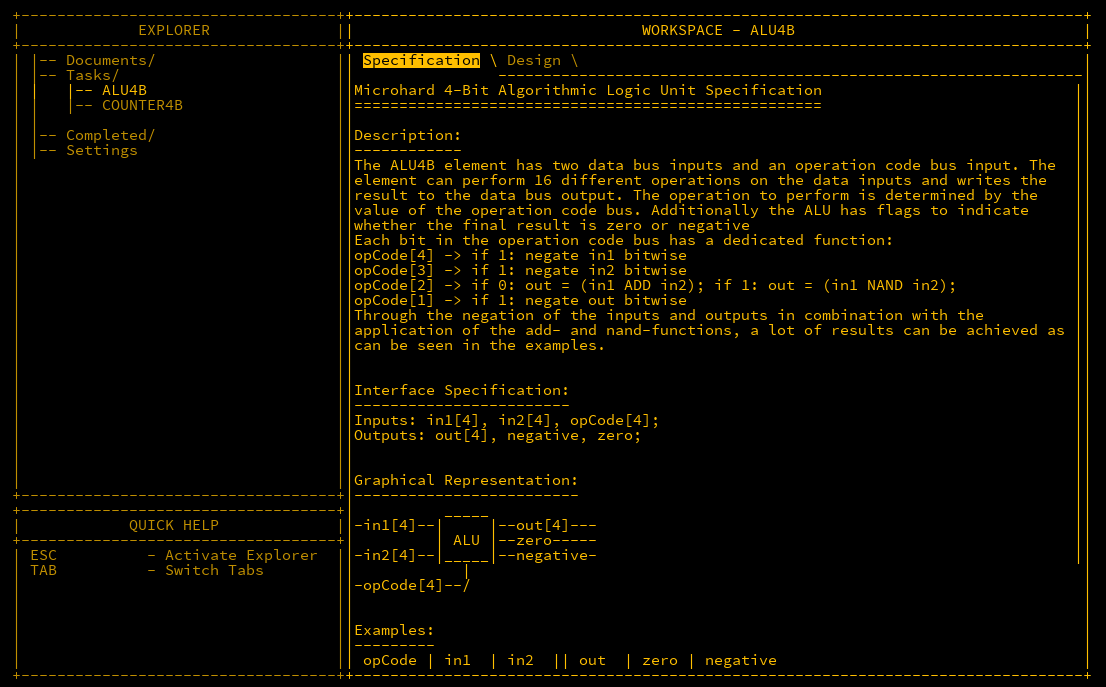 EXPLORER
|-- Documents/
|-- Tasks/
|-- ALU4B
|-- COUNTER4B
|-- Completed/
|-- Settings
QUICK HELP
ESC - Activate Explorer
TAB - Switch Tabs
WORKSPACE - ALU4B
Specification \ Design \
Microhard 4-Bit Algorithmic Logic Unit Specification
====================================================
Description:
------------
The ALU4B element has two data bus inputs and an operation code bus input. The
element can perform 16 different operations on the data inputs and writes the
result to the data bus output. The operation to perform is determined by the
value of the operation code bus. Additionally the ALU has flags to indicate
whether the final result is zero or negative
Each bit in the operation code bus has a dedicated function:
opCode[4] -> if 1: negate in1 bitwise
opCode[3] -> if 1: negate in2 bitwise
opCode[2] -> if 0: out = (in1 ADD in2); if 1: out = (in1 NAND in2);
opCode[1] -> if 1: negate out bitwise
Through the negation of the inputs and outputs in combination with the
application of the add- and nand-functions, a lot of results can be achieved as
can be seen in the examples.
Interface Specification:
------------------------
Inputs: in1[4], in2[4], opCode[4];
Outputs: out[4], negative, zero;
Graphical Representation:
-------------------------
          _____
-in1[4]--|     |--out[4]---
         | ALU |--zero-----
-in2[4]--|_____|--negative-
            |
-opCode[4]--/
Examples:
---------
opCode | in1  | in2  || out  | zero | negative